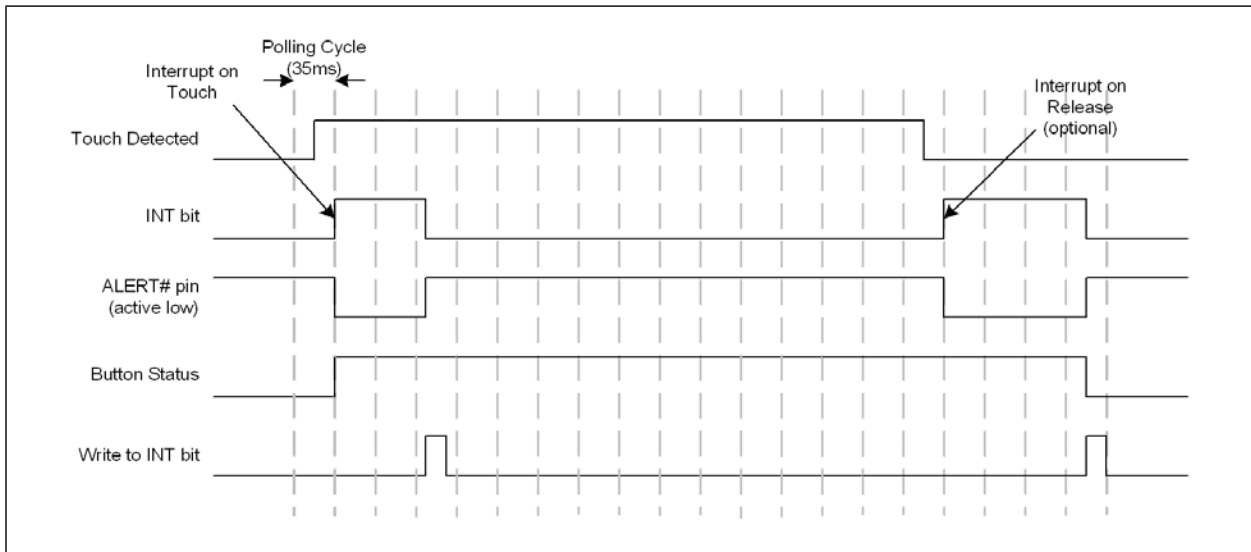 Polling Cycle
(35ms)
Interrupt on
Touch
Interrupt on
Release
(optional)
Touch Detected
INT bit
ALERT# pin
(active low)
Button Status
Write to INT bit